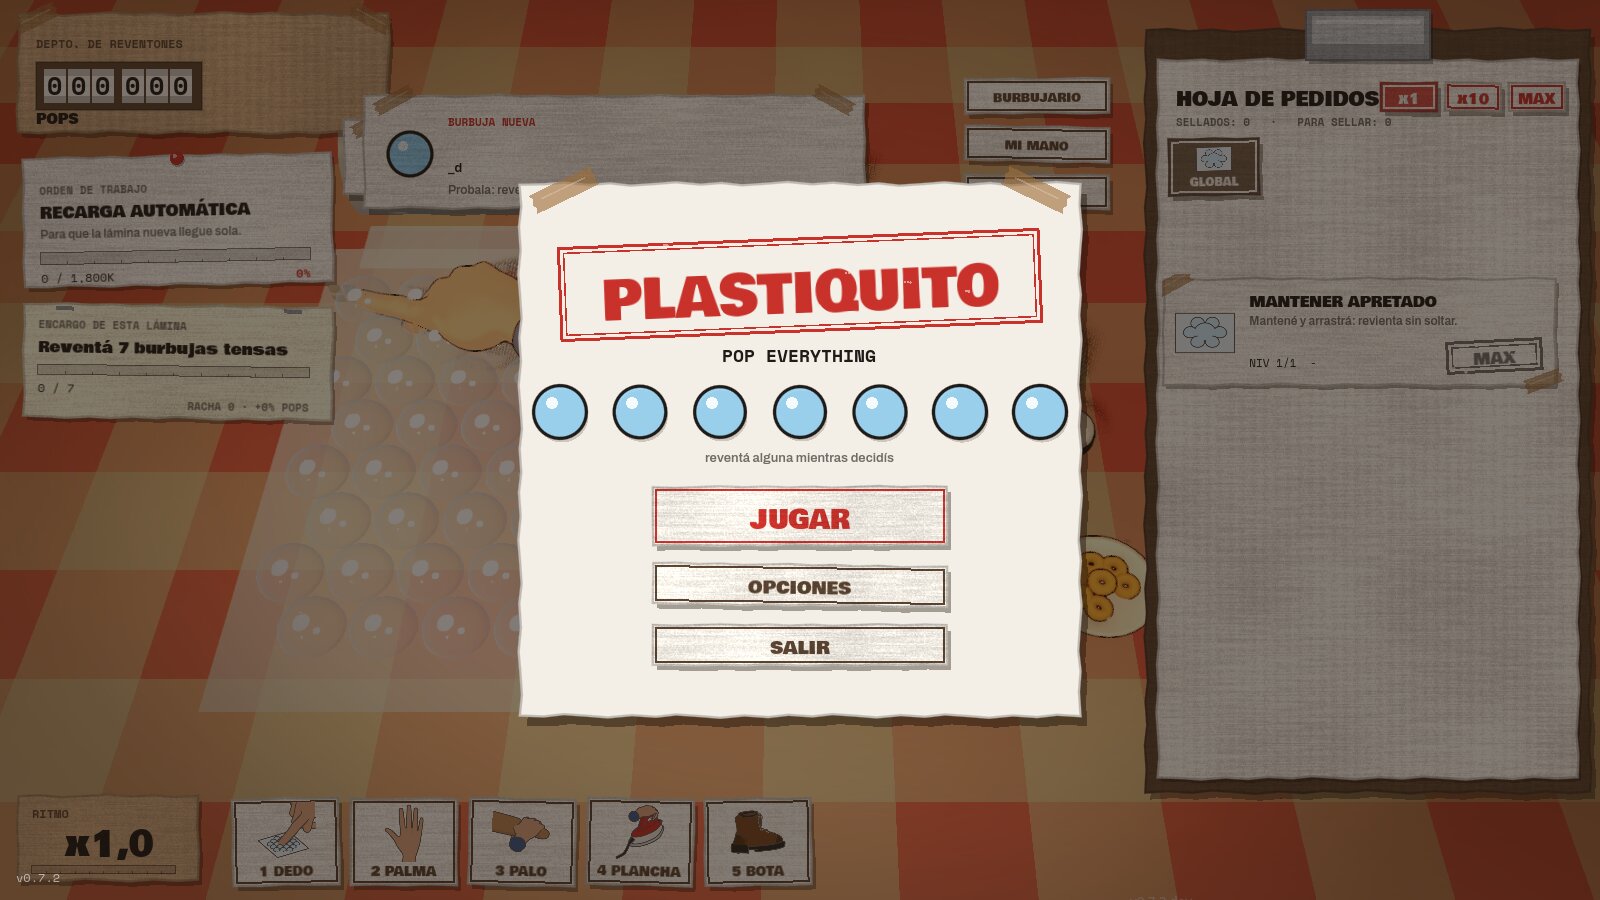 DEPTO. DE REVENTONES
000 000
POPS
ORDEN DE TRABAJO
RECARGA AUTOMÁTICA
Para que la lámina nueva llegue sola.
0 / 1.800K
0%
ENCARGO DE ESTA LÁMINA
Reventá 7 burbujas tensas
0 / 7
RACHA 0 · +0% POPS
BURBUJA NUEVA
_d
Probala: reve
BURBUJARIO
MI MANO
PLASTIQUITO
POP EVERYTHING
reventá alguna mientras decidís
JUGAR
OPCIONES
SALIR
HOJA DE PEDIDOS
x1
x10
MAX
SELLADOS: 0 · PARA SELLAR: 0
GLOBAL
MANTENER APRETADO
Mantené y arrastrá: revienta sin soltar.
NIV 1/1 -
MAX
RITMO
x1,0
v0.7.2
1 DEDO
2 PALMA
3 PALO
4 PLANCHA
5 BOTA